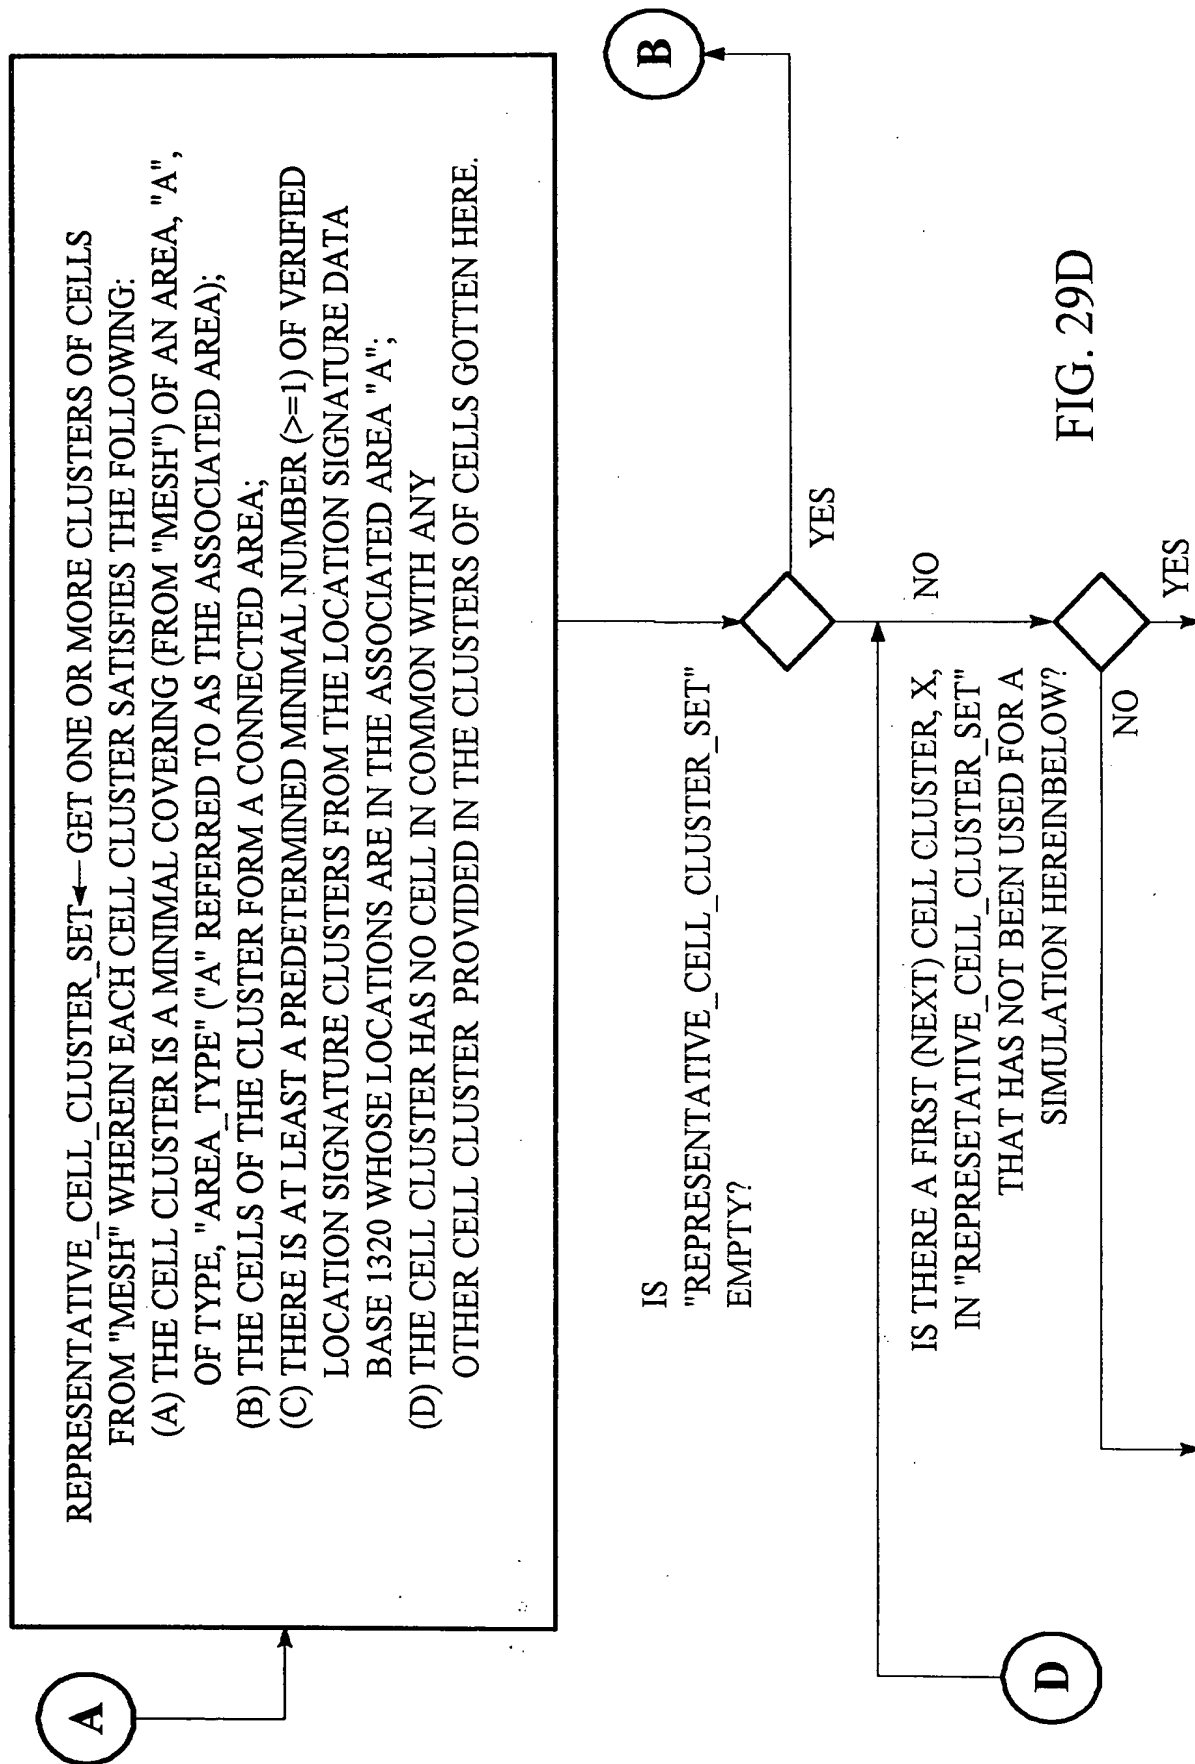 A
REPRESENTATIVE_CELL_CLUSTER_SET ← GET ONE OR MORE CLUSTERS OF CELLS
FROM "MESH" WHEREIN EACH CELL CLUSTER SATISFIES THE FOLLOWING:
(A) THE CELL CLUSTER IS A MINIMAL COVERING (FROM "MESH") OF AN AREA, "A",
OF TYPE, "AREA_TYPE" ("A" REFERRED TO AS THE ASSOCIATED AREA);
(B) THE CELLS OF THE CLUSTER FORM A CONNECTED AREA;
(C) THERE IS AT LEAST A PREDETERMINED MINIMAL NUMBER (>=1) OF VERIFIED
LOCATION SIGNATURE CLUSTERS FROM THE LOCATION SIGNATURE DATA
BASE 1320 WHOSE LOCATIONS ARE IN THE ASSOCIATED AREA "A";
(D) THE CELL CLUSTER HAS NO CELL IN COMMON WITH ANY
OTHER CELL CLUSTER PROVIDED IN THE CLUSTERS OF CELLS GOTTEN HERE.
B
IS
"REPRESENTATIVE_CELL_CLUSTER_SET"
EMPTY?
YES
NO
D
IS THERE A FIRST (NEXT) CELL CLUSTER, X,
IN "REPRESETATIVE_CELL_CLUSTER_SET"
THAT HAS NOT BEEN USED FOR A
SIMULATION HEREINBELOW?
NO
YES
FIG. 29D